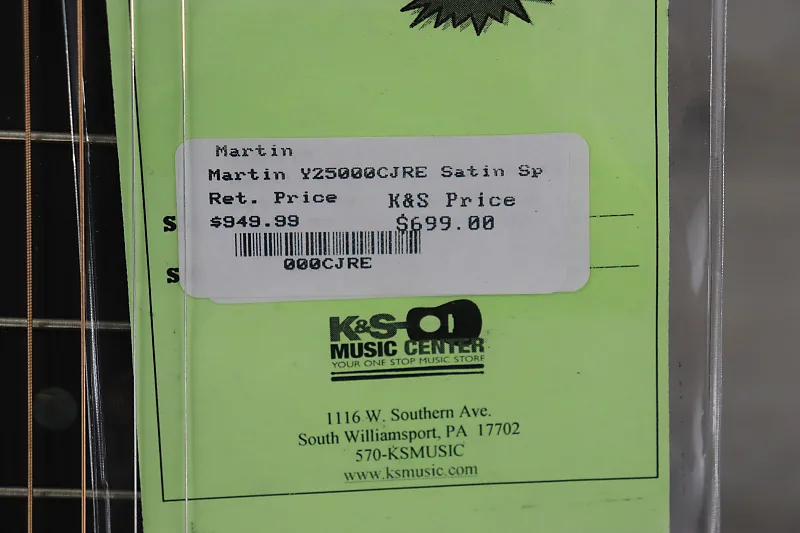 Martin
Martin Y25000CJRE Satin Sp
Ret. Price K&S Price
$949.99 $699.00
S
000CJRE
S
K&S
MUSIC CENTER
YOUR ONE STOP MUSIC STORE
1116 W. Southern Ave.
South Williamsport, PA 17702
570-KSMUSIC
www.ksmusic.com